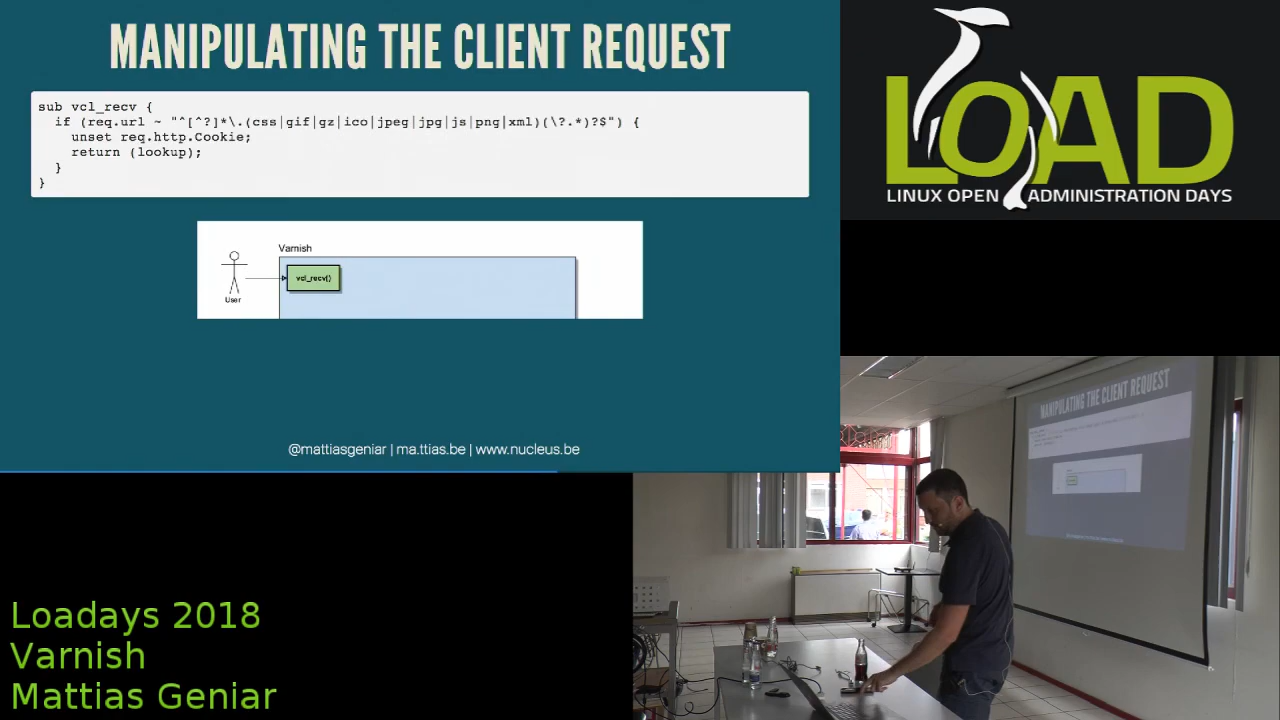 MANIPULATING THE CLIENT REQUEST
sub vcl_recv {
  if (req.url ~ "^[^?]*\.(css|gif|gz|ico|jpeg|jpg|js|png|xml)(\?.*)?$") {
    unset req.http.Cookie;
    return (lookup);
  }
}
Varnish
vcl_recv()
User
@mattiasgeniar | ma.ttias.be | www.nucleus.be
LOAD
LINUX OPEN ADMINISTRATION DAYS
MANIPULATING THE CLIENT REQUEST
Loadays 2018
Varnish
Mattias Geniar